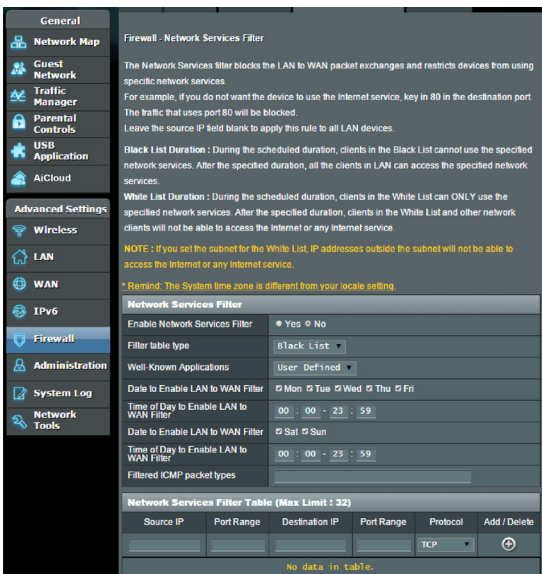 General
Network Map
Guest
Network
Traffic
Manager
Parental
Controls
USB
Application
AiCloud
Advanced Settings
Wireless
LAN
WAN
IPv6
Firewall
Administration
System Log
Network
Tools
Firewall - Network Services Filter
The Network Services filter blocks the LAN to WAN packet exchanges and restricts devices from using
specific network services.
For example, if you do not want the device to use the Internet service, key in 80 in the destination port.
The traffic that uses port 80 will be blocked.
Leave the source IP field blank to apply this rule to all LAN devices.
Black List Duration : During the scheduled duration, clients in the Black List cannot use the specified
network services. After the specified duration, all the clients in LAN can access the specified network
services.
White List Duration : During the scheduled duration, clients in the White List can ONLY use the
specified network services. After the specified duration, clients in the White List and other network
clients will not be able to access the Internet or any Internet service.
NOTE : If you set the subnet for the White List, IP addresses outside the subnet will not be able to
access the Internet or any Internet service.
* Remind: The System time zone is different from your locale setting.
Network Services Filter
Enable Network Services Filter Yes No
Filter table type Black List
Well-Known Applications User Defined
Date to Enable LAN to WAN Filter Mon Tue Wed Thu Fri
Time of Day to Enable LAN to
WAN Filter 00 : 00 - 23 : 59
Date to Enable LAN to WAN Filter Sat Sun
Time of Day to Enable LAN to
WAN Filter 00 : 00 - 23 : 59
Filtered ICMP packet types
Network Services Filter Table (Max Limit : 32)
Source IP Port Range Destination IP Port Range Protocol Add / Delete
TCP
No data in table.